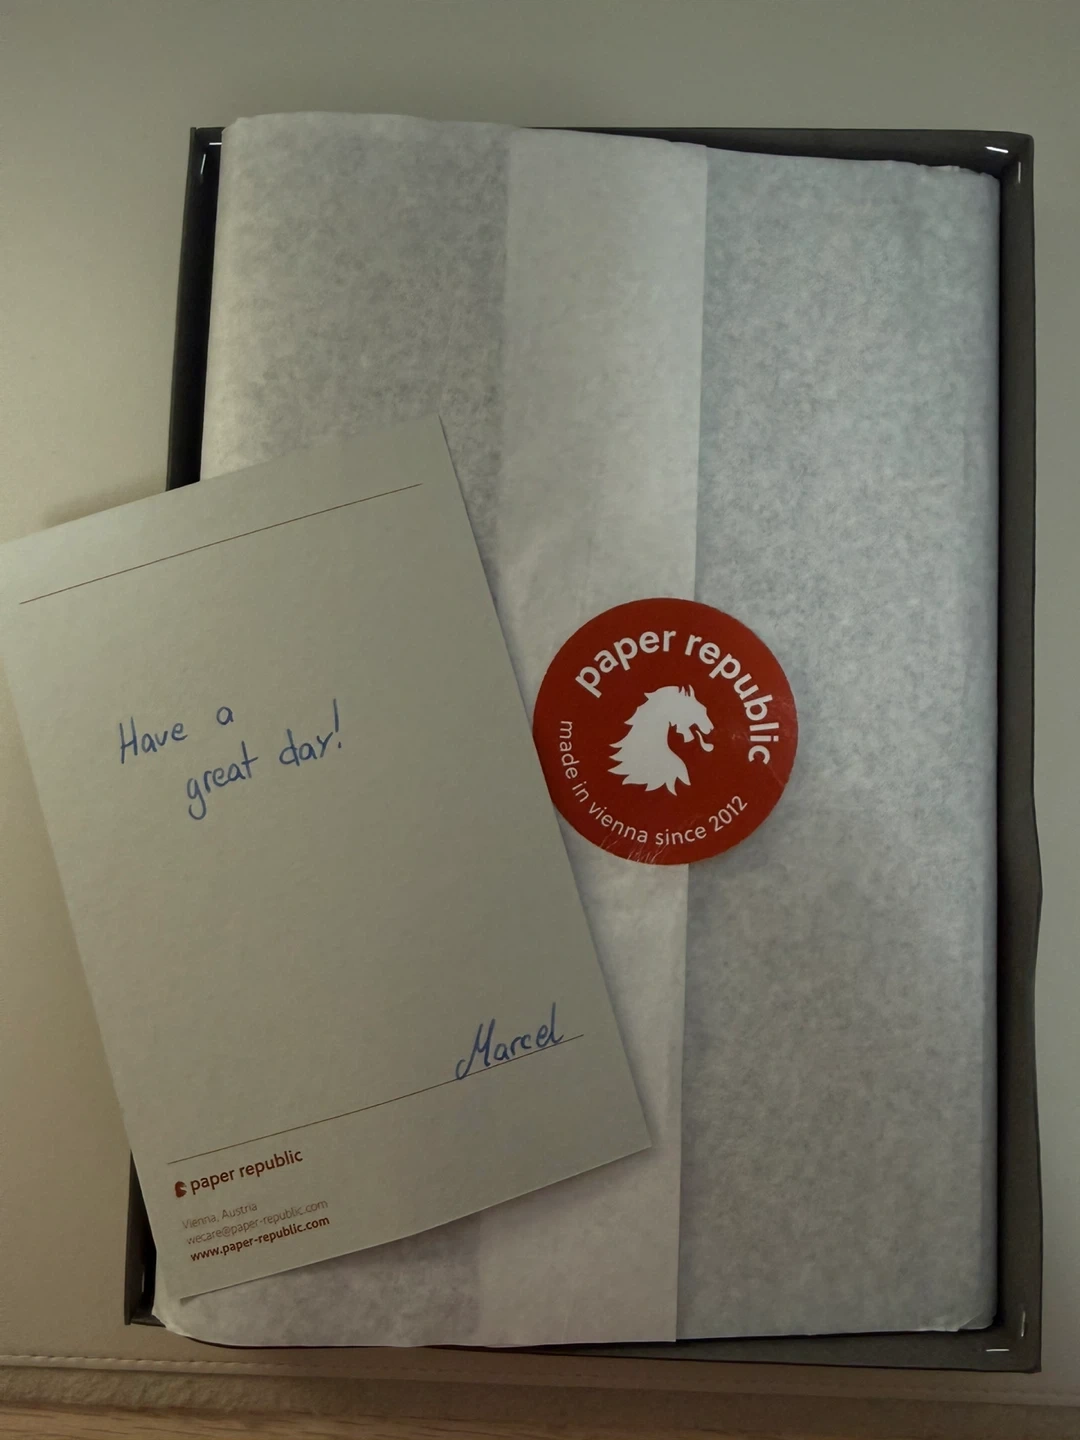 Have a
great day!
Marcel
paper republic
Vienna, Austria
wecare@paper-republic.com
www.paper-republic.com
paper republic
made in vienna since 2012